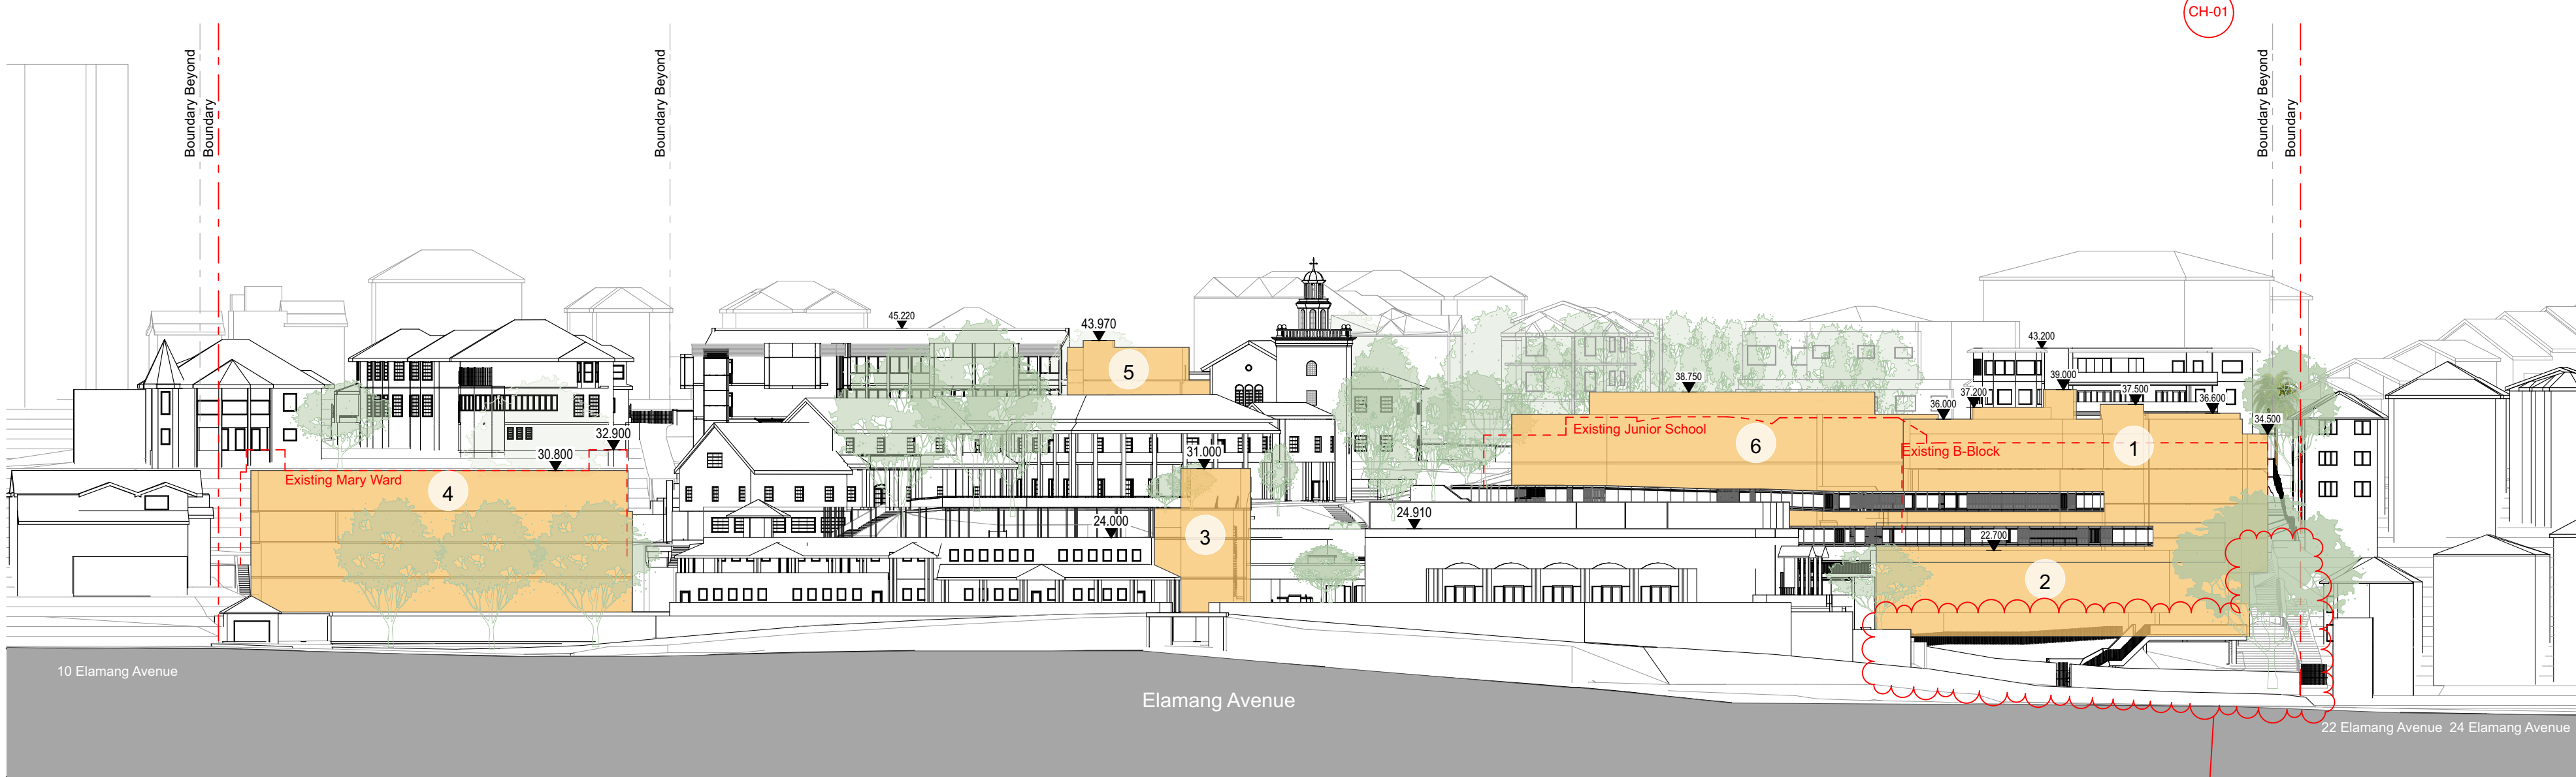 CH-01
Boundary Beyond
Boundary
Boundary Beyond
Boundary Beyond
Boundary
45.220
43.970
5
43.200
38.750
39.000
37.200
37.500
36.000
36.600
34.500
Existing Junior School
6
Existing B-Block
1
32.900
30.800
31.000
Existing Mary Ward
4
24.000
24.910
3
22.700
2
10 Elamang Avenue
Elamang Avenue
22 Elamang Avenue
24 Elamang Avenue